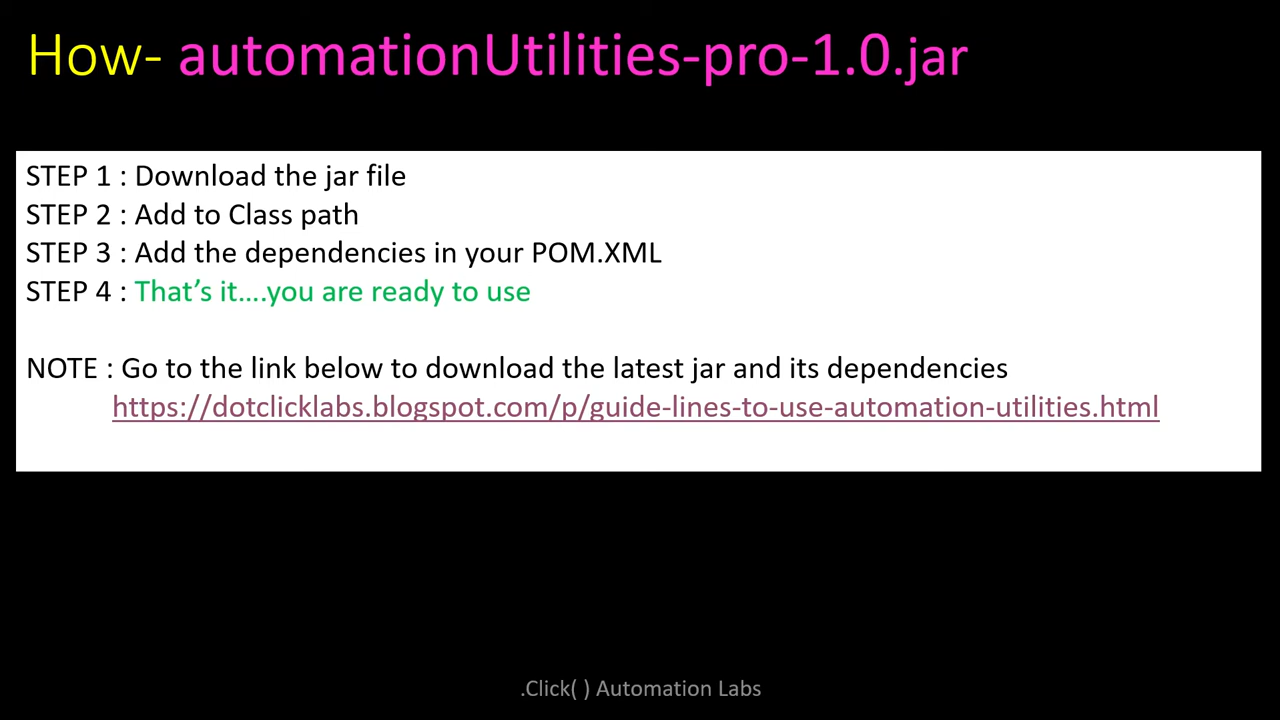 How- automationUtilities-pro-1.0.jar
STEP 1 : Download the jar file
STEP 2 : Add to Class path
STEP 3 : Add the dependencies in your POM.XML
STEP 4 : That’s it….you are ready to use
NOTE : Go to the link below to download the latest jar and its dependencies
https://dotclicklabs.blogspot.com/p/guide-lines-to-use-automation-utilities.html
.Click( ) Automation Labs